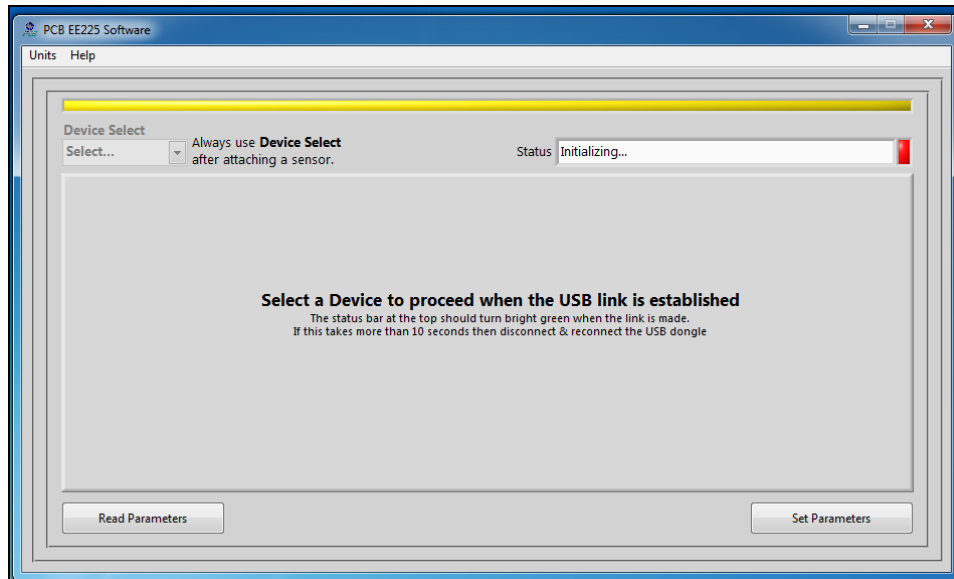 PCB EE225 Software
Units Help
Device Select
Select...
Always use Device Select
after attaching a sensor.
Status Initializing...
Select a Device to proceed when the USB link is established
The status bar at the top should turn bright green when the link is made.
If this takes more than 10 seconds then disconnect & reconnect the USB dongle
Read Parameters
Set Parameters